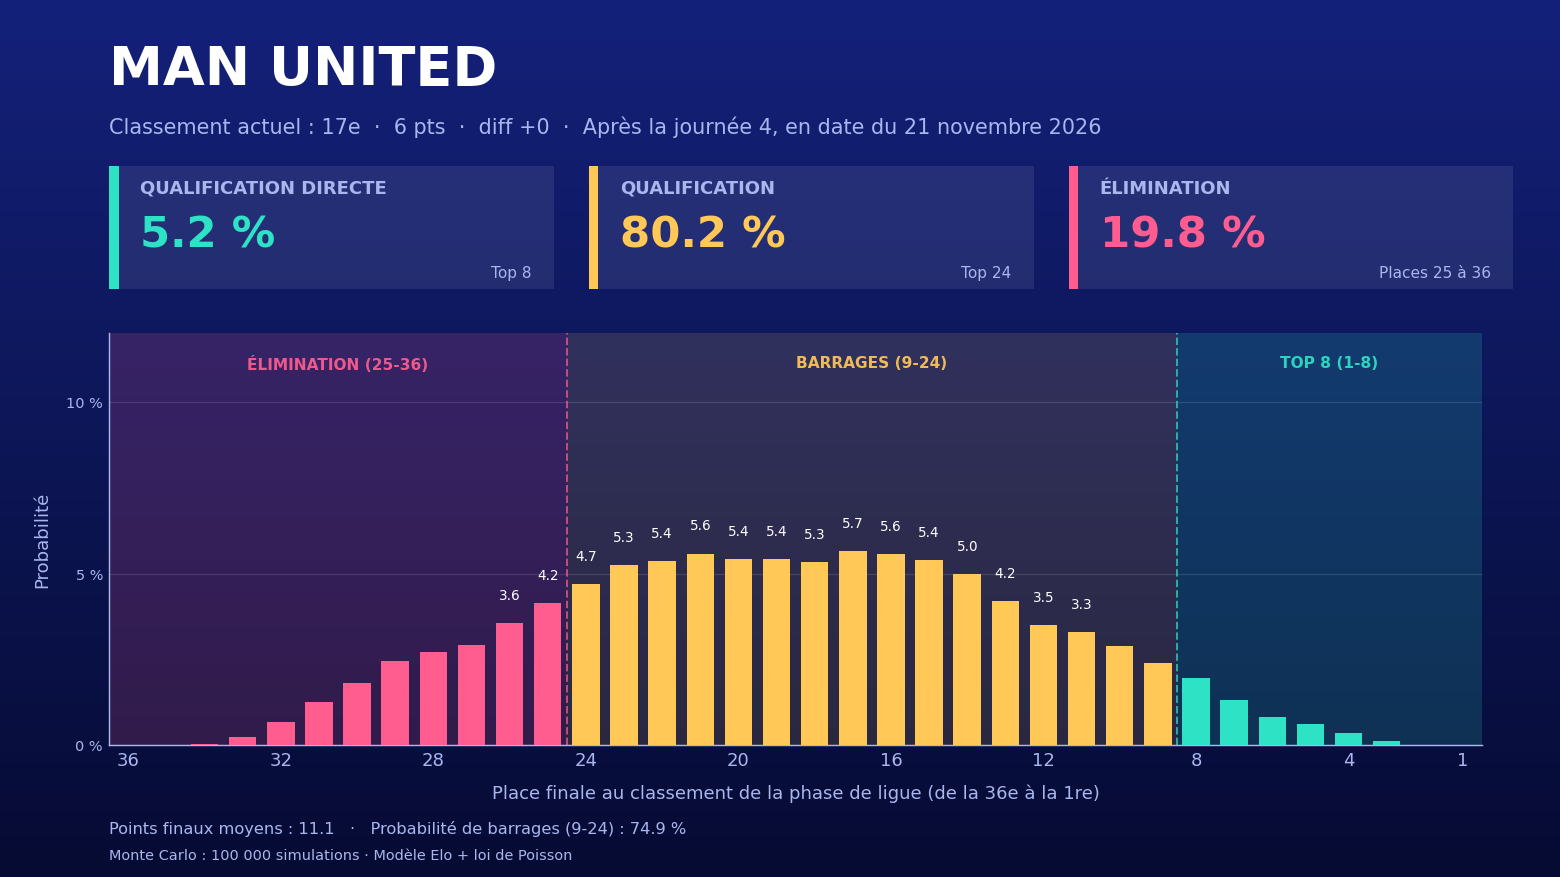 MAN UNITED
Classement actuel : 17e · 6 pts · diff +0 · Après la journée 4, en date du 21 novembre 2026
QUALIFICATION DIRECTE
5.2 %
Top 8
QUALIFICATION
80.2 %
Top 24
ÉLIMINATION
19.8 %
Places 25 à 36
ÉLIMINATION (25-36)
BARRAGES (9-24)
TOP 8 (1-8)
Probabilité
10 %
5 %
0 %
3.6
4.2
4.7
5.3
5.4
5.6
5.4
5.4
5.3
5.7
5.6
5.4
5.0
4.2
3.5
3.3
36 32 28 24 20 16 12 8 4 1
Place finale au classement de la phase de ligue (de la 36e à la 1re)
Points finaux moyens : 11.1 · Probabilité de barrages (9-24) : 74.9 %
Monte Carlo : 100 000 simulations · Modèle Elo + loi de Poisson